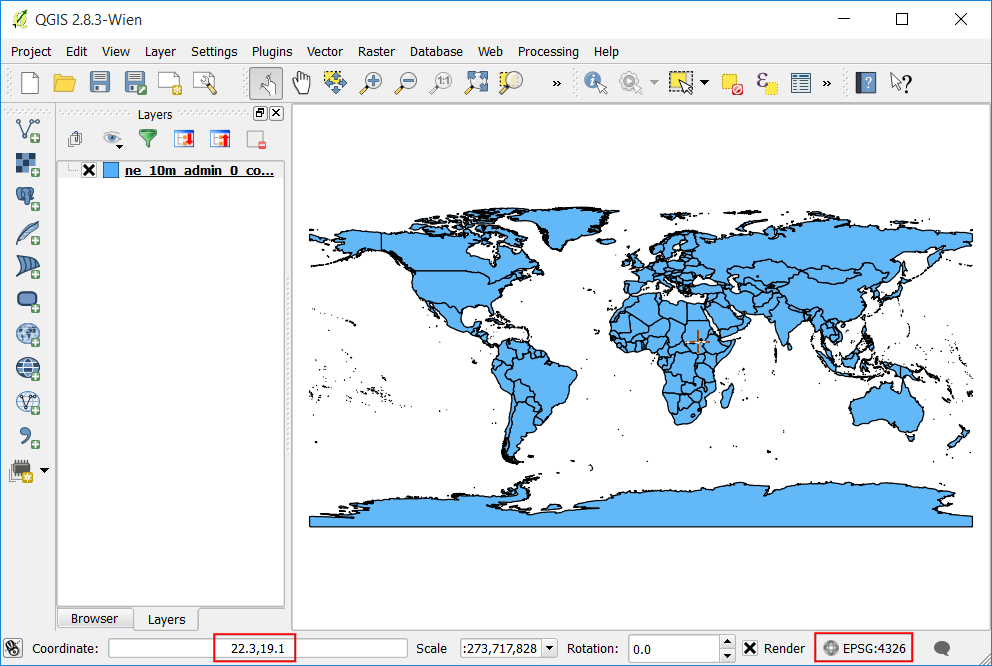 QGIS 2.8.3-Wien
Project Edit View Layer Settings Plugins Vector Raster Database Web Processing Help
Layers
ne_10m_admin_0_co...
Browser Layers
Coordinate: 22.3,19.1 Scale :273,717,828 Rotation: 0.0 Render EPSG:4326